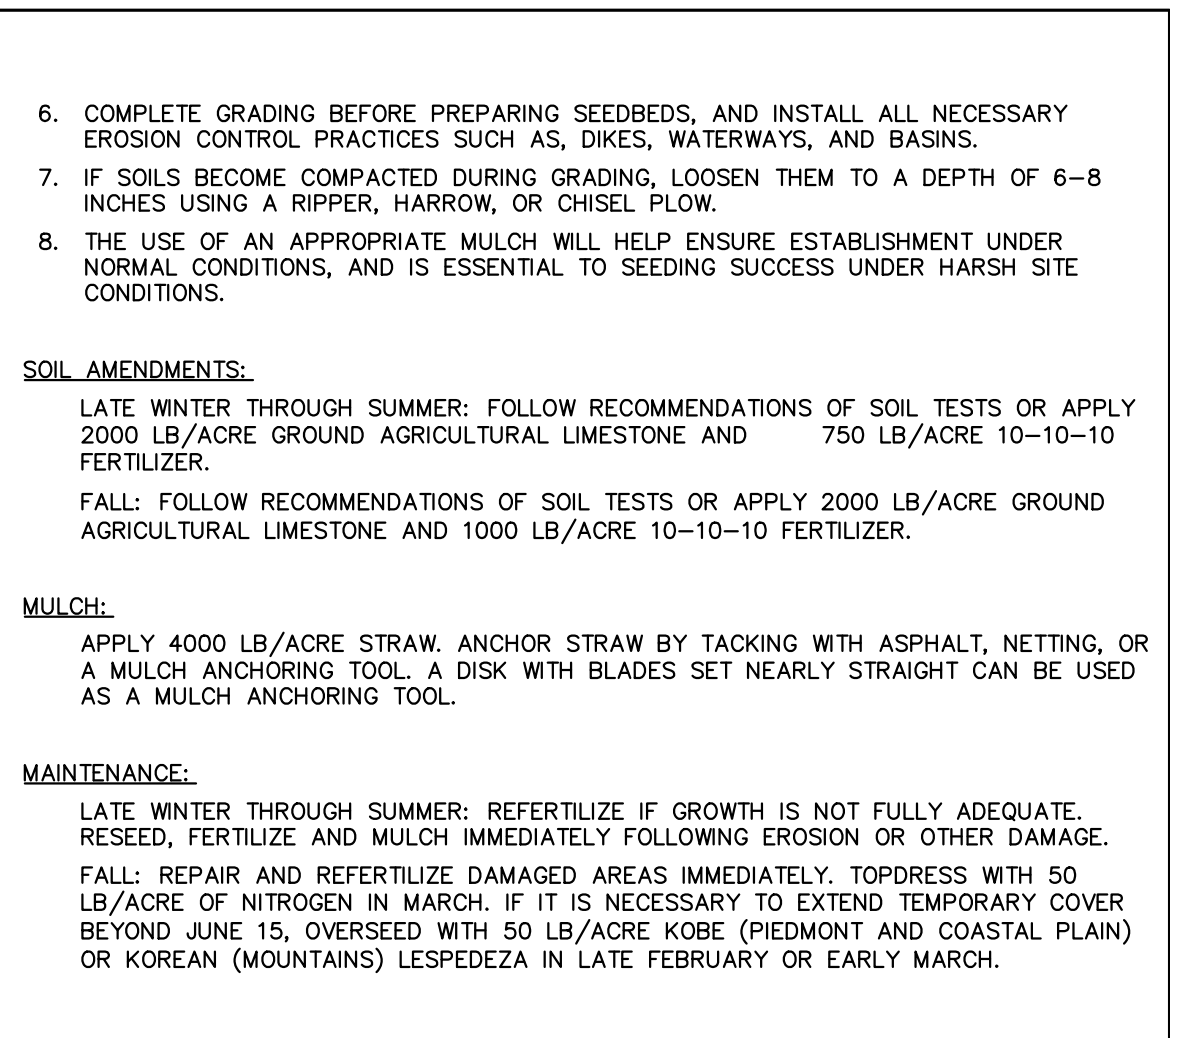 6. COMPLETE GRADING BEFORE PREPARING SEEDBEDS, AND INSTALL ALL NECESSARY
EROSION CONTROL PRACTICES SUCH AS, DIKES, WATERWAYS, AND BASINS.
7. IF SOILS BECOME COMPACTED DURING GRADING, LOOSEN THEM TO A DEPTH OF 6–8
INCHES USING A RIPPER, HARROW, OR CHISEL PLOW.
8. THE USE OF AN APPROPRIATE MULCH WILL HELP ENSURE ESTABLISHMENT UNDER
NORMAL CONDITIONS, AND IS ESSENTIAL TO SEEDING SUCCESS UNDER HARSH SITE
CONDITIONS.
SOIL AMENDMENTS:
LATE WINTER THROUGH SUMMER: FOLLOW RECOMMENDATIONS OF SOIL TESTS OR APPLY
2000 LB/ACRE GROUND AGRICULTURAL LIMESTONE AND 750 LB/ACRE 10–10–10
FERTILIZER.
FALL: FOLLOW RECOMMENDATIONS OF SOIL TESTS OR APPLY 2000 LB/ACRE GROUND
AGRICULTURAL LIMESTONE AND 1000 LB/ACRE 10–10–10 FERTILIZER.
MULCH:
APPLY 4000 LB/ACRE STRAW. ANCHOR STRAW BY TACKING WITH ASPHALT, NETTING, OR
A MULCH ANCHORING TOOL. A DISK WITH BLADES SET NEARLY STRAIGHT CAN BE USED
AS A MULCH ANCHORING TOOL.
MAINTENANCE:
LATE WINTER THROUGH SUMMER: REFERTILIZE IF GROWTH IS NOT FULLY ADEQUATE.
RESEED, FERTILIZE AND MULCH IMMEDIATELY FOLLOWING EROSION OR OTHER DAMAGE.
FALL: REPAIR AND REFERTILIZE DAMAGED AREAS IMMEDIATELY. TOPDRESS WITH 50
LB/ACRE OF NITROGEN IN MARCH. IF IT IS NECESSARY TO EXTEND TEMPORARY COVER
BEYOND JUNE 15, OVERSEED WITH 50 LB/ACRE KOBE (PIEDMONT AND COASTAL PLAIN)
OR KOREAN (MOUNTAINS) LESPEDEZA IN LATE FEBRUARY OR EARLY MARCH.